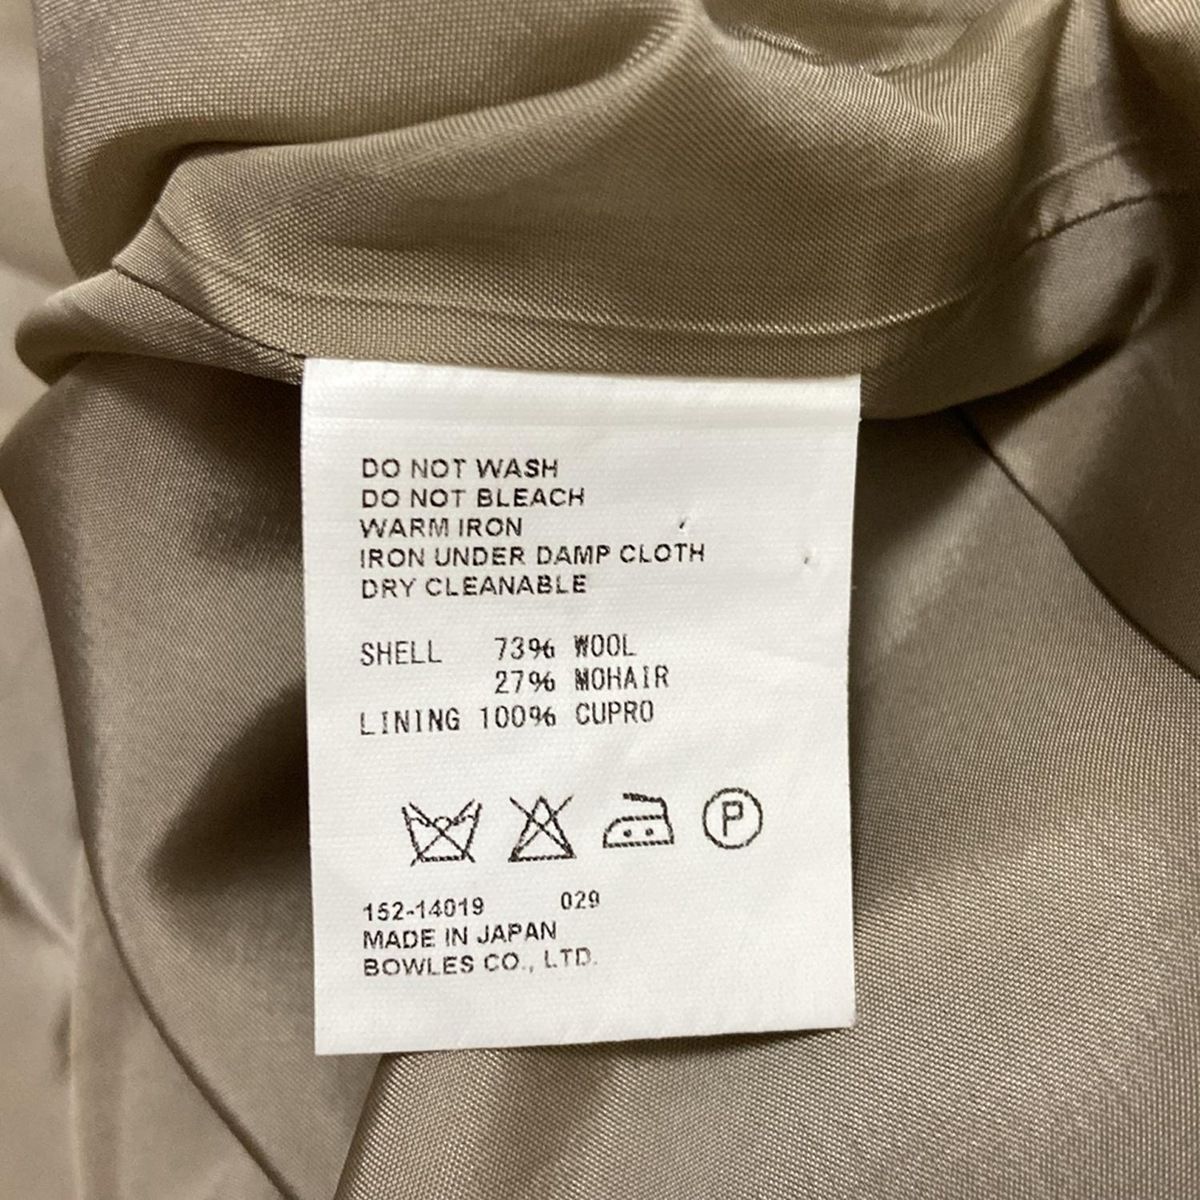 DO NOT WASH
DO NOT BLEACH
WARM IRON
IRON UNDER DAMP CLOTH
DRY CLEANABLE
SHELL 73% WOOL
27% MOHAIR
LINING 100% CUPRO
P
152-14019 029
MADE IN JAPAN
BOWLES CO., LTD.